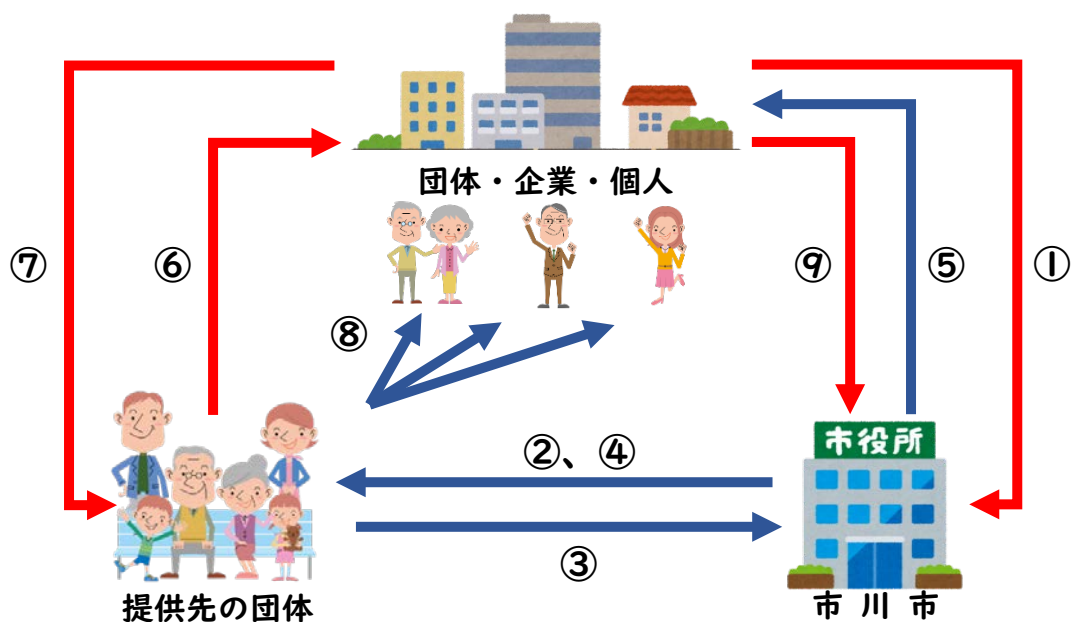 団体・企業・個人
⑦
⑥
⑨
⑤
①
⑧
市役所
②、④
③
提供先の団体
市川市